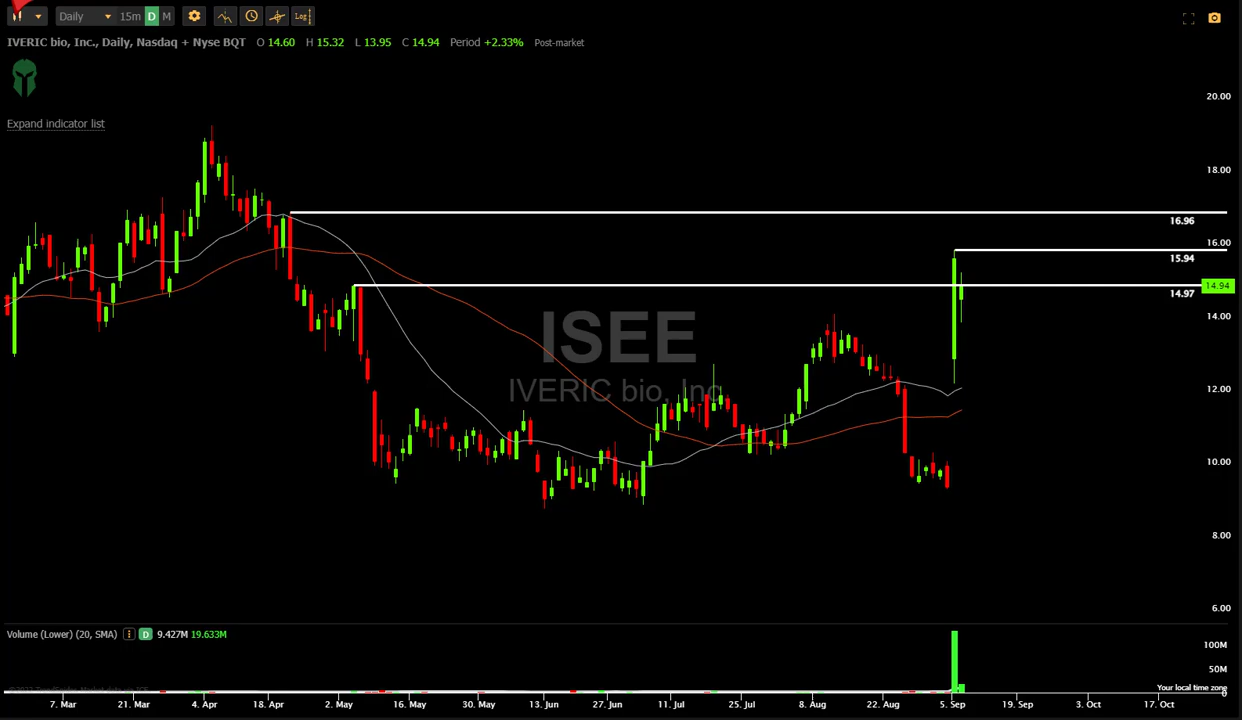 Daily 15m D M Log
IVERIC bio, Inc., Daily, Nasdaq + Nyse BQT O 14.60 H 15.32 L 13.95 C 14.94 Period +2.33% Post-market
Expand indicator list
20.00
18.00
16.96
16.00
15.94
14.94
14.97
14.00
ISEE
IVERIC bio, Inc.
12.00
10.00
8.00
6.00
Volume (Lower) (20, SMA) D 9.427M 19.633M
100M
50M
Your local time zone
0
7. Mar 21. Mar 4. Apr 18. Apr 2. May 16. May 30. May 13. Jun 27. Jun 11. Jul 25. Jul 8. Aug 22. Aug 5. Sep 19. Sep 3. Oct 17. Oct